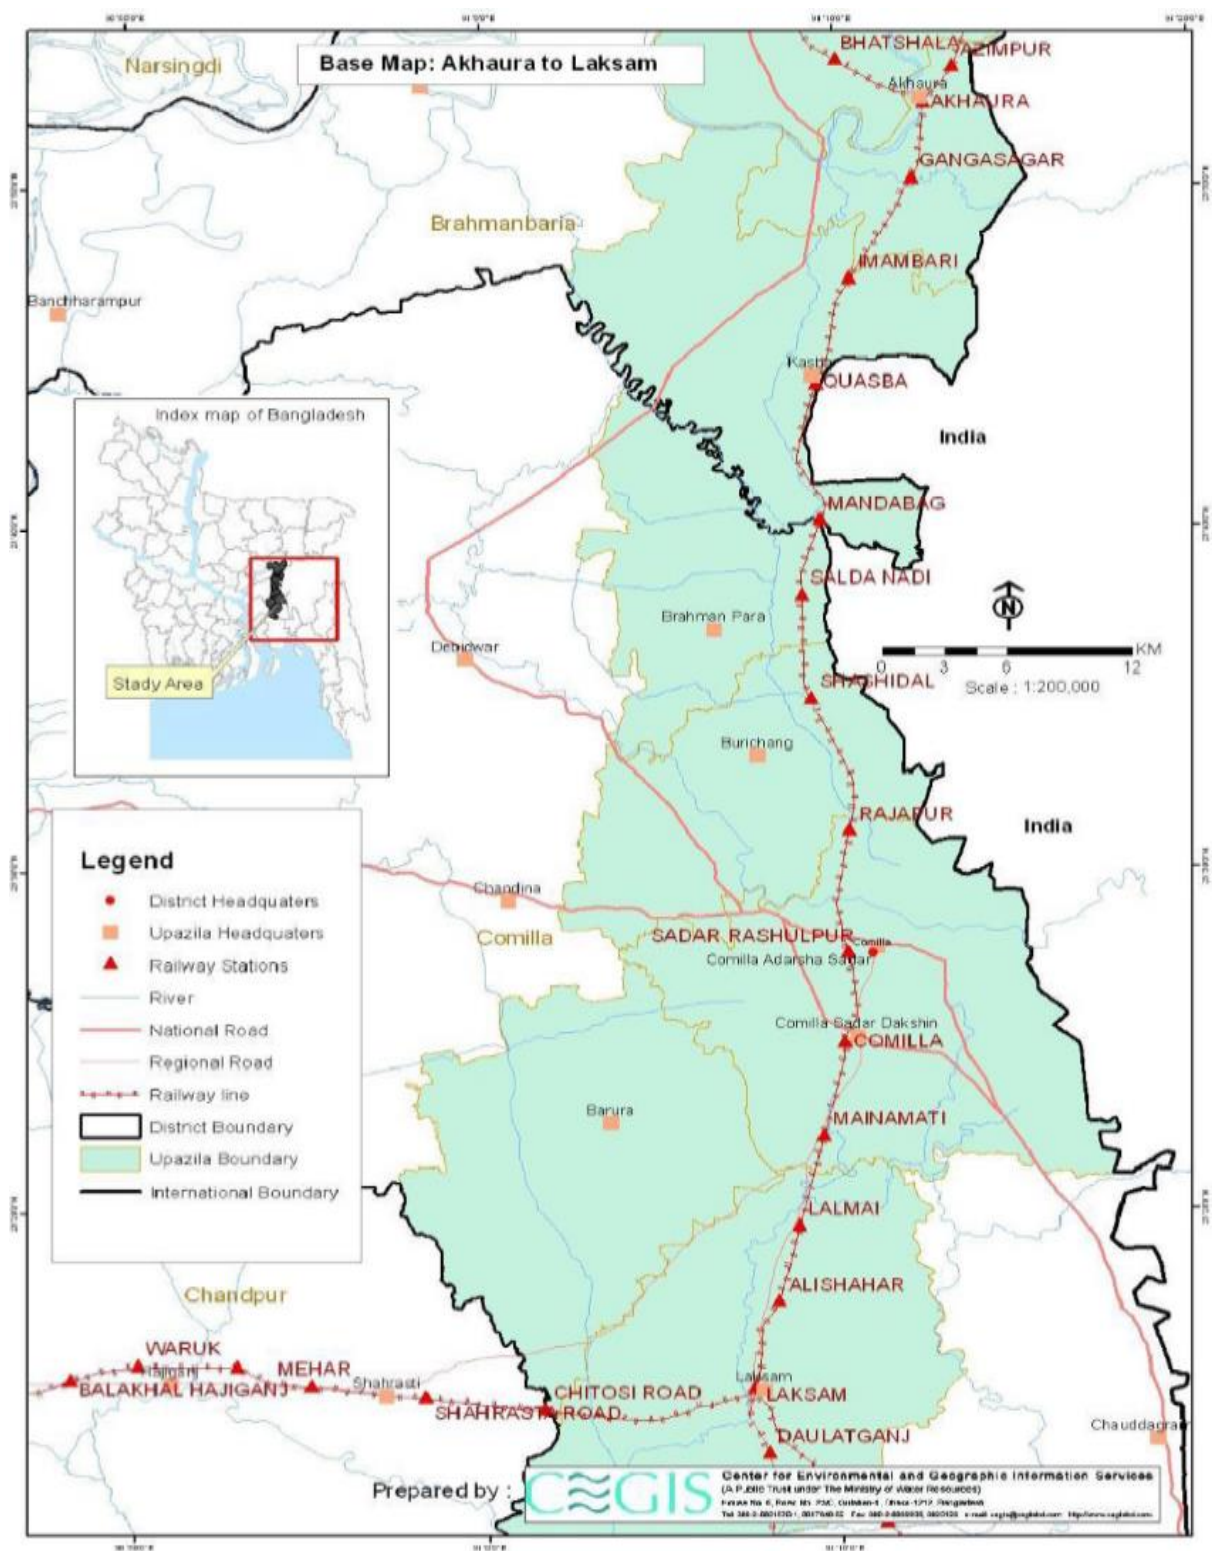 Base Map: Akhaura to Laksam
Narsingdi
BHATSHALA
AZIMPUR
Akhaura
AKHAURA
GANGASAGAR
Brahmanbaria
IMAMBARI
Banchharampur
Kasba
QUASBA
India
Index map of Bangladesh
MANDABAG
SALDA NADI
Brahman Para
Debidwar
N
KM
0 3 6 12
Scale : 1:200,000
Stady Area
SHASHIDAL
Burichang
RAJAPUR
India
Legend
District Headquaters
Upazila Headquaters
Railway Stations
River
National Road
Regional Road
Railway line
District Boundary
Upazila Boundary
International Boundary
Chandina
Comilla
SADAR RASHULPUR
Comilla
Comilla Adarsha Sadar
Comilla Sadar Dakshin
COMILLA
Barura
MAINAMATI
LALMAI
Chandpur
ALISHAHAR
WARUK
Hajiganj
MEHAR
BALAKHAL HAJIGANJ
Shahrasti
SHAHRASTA ROAD
CHITOSI ROAD
Laksam
LAKSAM
DAULATGANJ
Chauddagram
Prepared by :
CEGIS
Center for Environmental and Geographic Information Services
(A Public Trust under The Ministry of Water Resources)